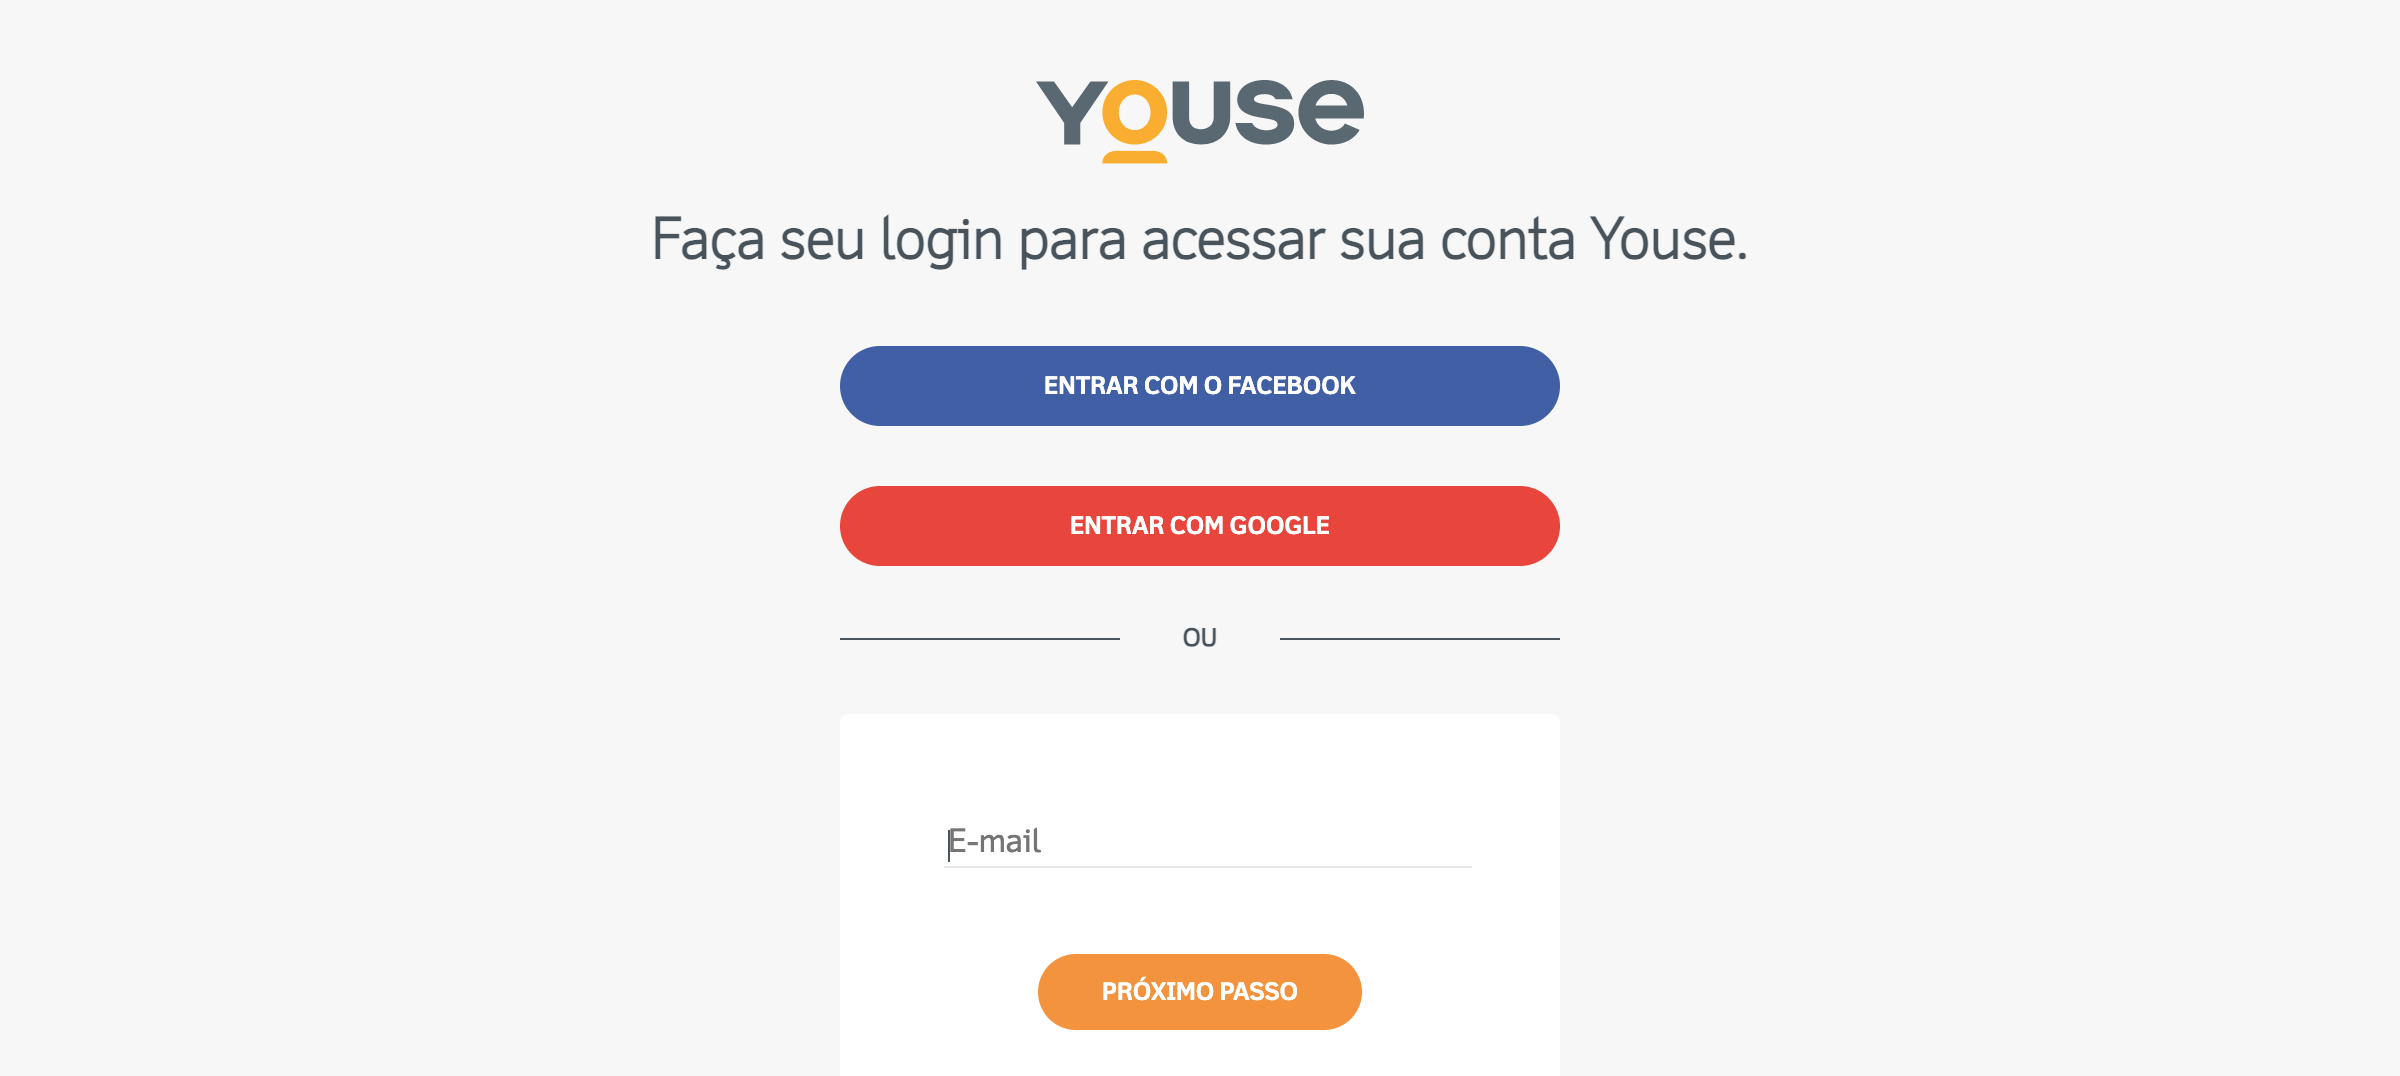 Youse
Faça seu login para acessar sua conta Youse.
ENTRAR COM O FACEBOOK
ENTRAR COM GOOGLE
OU
E-mail
PRÓXIMO PASSO